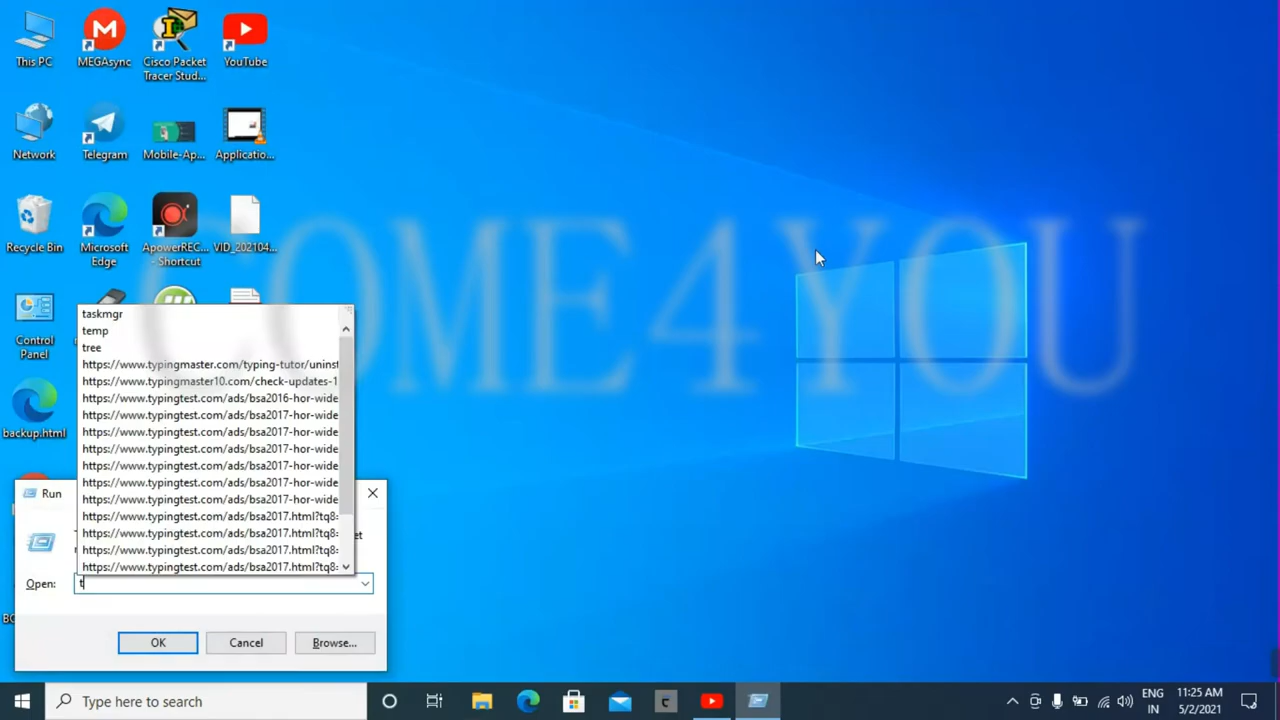 This PC
MEGAsync
Cisco Packet
Tracer Stud...
YouTube
Network
Telegram
Mobile-Ap...
Applicatio...
Recycle Bin
Microsoft
Edge
ApowerREC...
- Shortcut
VID_202104...
COME4YOU
Control
Panel
backup.html
taskmgr
temp
tree
https://www.typingmaster.com/typing-tutor/uninst
https://www.typingmaster10.com/check-updates-1
https://www.typingtest.com/ads/bsa2016-hor-wide
https://www.typingtest.com/ads/bsa2017-hor-wide
https://www.typingtest.com/ads/bsa2017-hor-wide
https://www.typingtest.com/ads/bsa2017-hor-wide
https://www.typingtest.com/ads/bsa2017-hor-wide
https://www.typingtest.com/ads/bsa2017-hor-wide
https://www.typingtest.com/ads/bsa2017-hor-wide
https://www.typingtest.com/ads/bsa2017.html?tq8=
https://www.typingtest.com/ads/bsa2017.html?tq8=
https://www.typingtest.com/ads/bsa2017.html?tq8=
https://www.typingtest.com/ads/bsa2017.html?tq8=
Run
Open: t
OK Cancel Browse...
Type here to search
ENG
IN
11:25 AM
5/2/2021